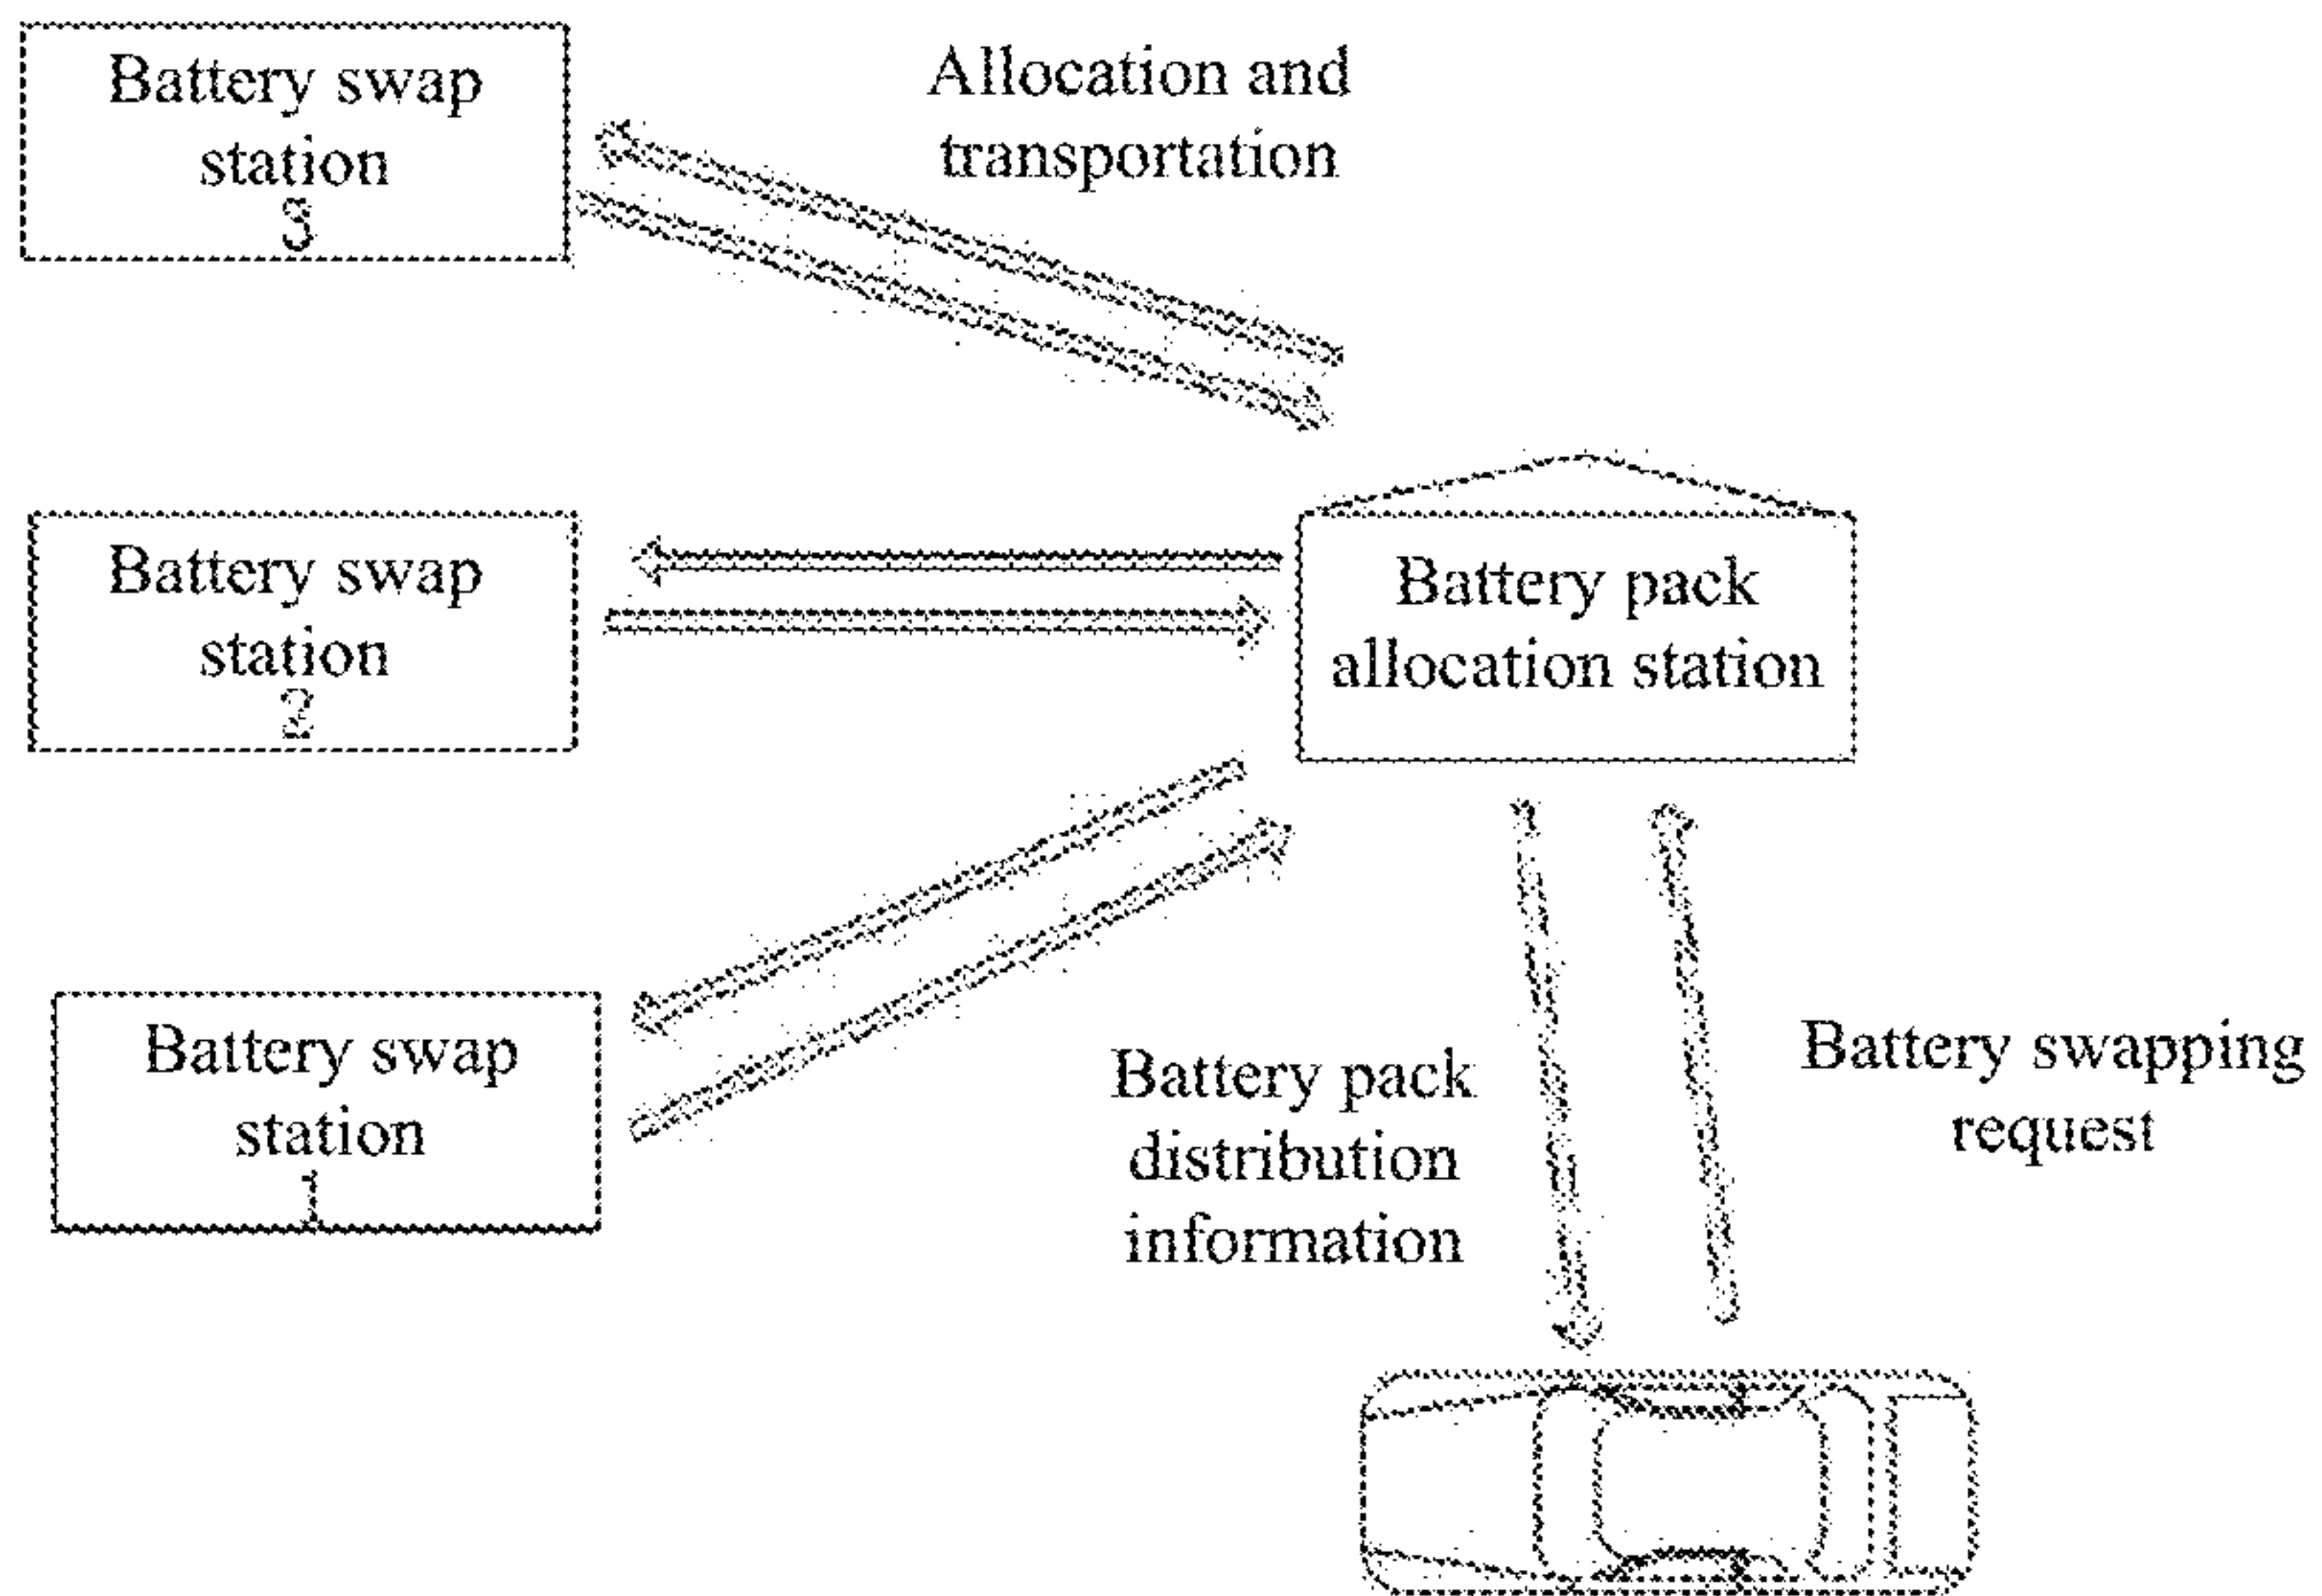 Battery swap
station
3
Allocation and
transportation
Battery swap
station
2
Battery pack
allocation station
Battery swap
station
1
Battery pack
distribution
information
Battery swapping
request